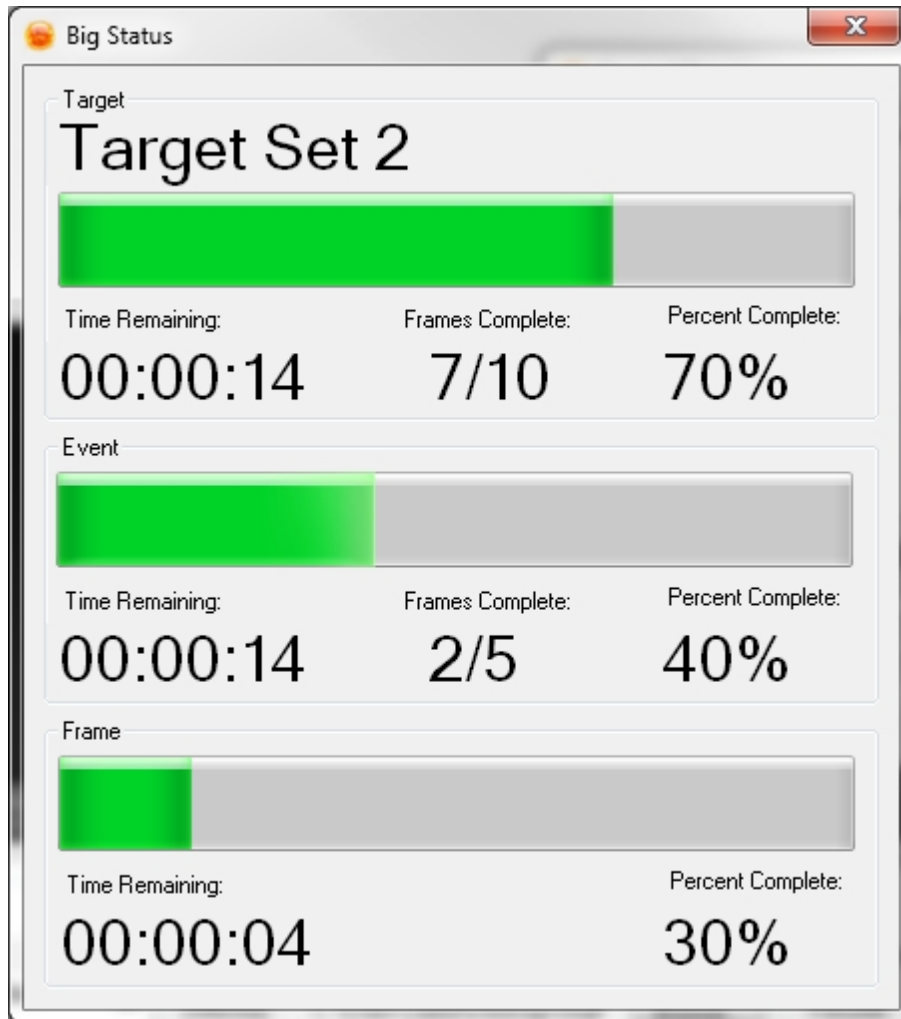 Big Status
Target
Target Set 2
Time Remaining: Frames Complete: Percent Complete:
00:00:14 7/10 70%
Event
Time Remaining: Frames Complete: Percent Complete:
00:00:14 2/5 40%
Frame
Time Remaining: Percent Complete:
00:00:04 30%